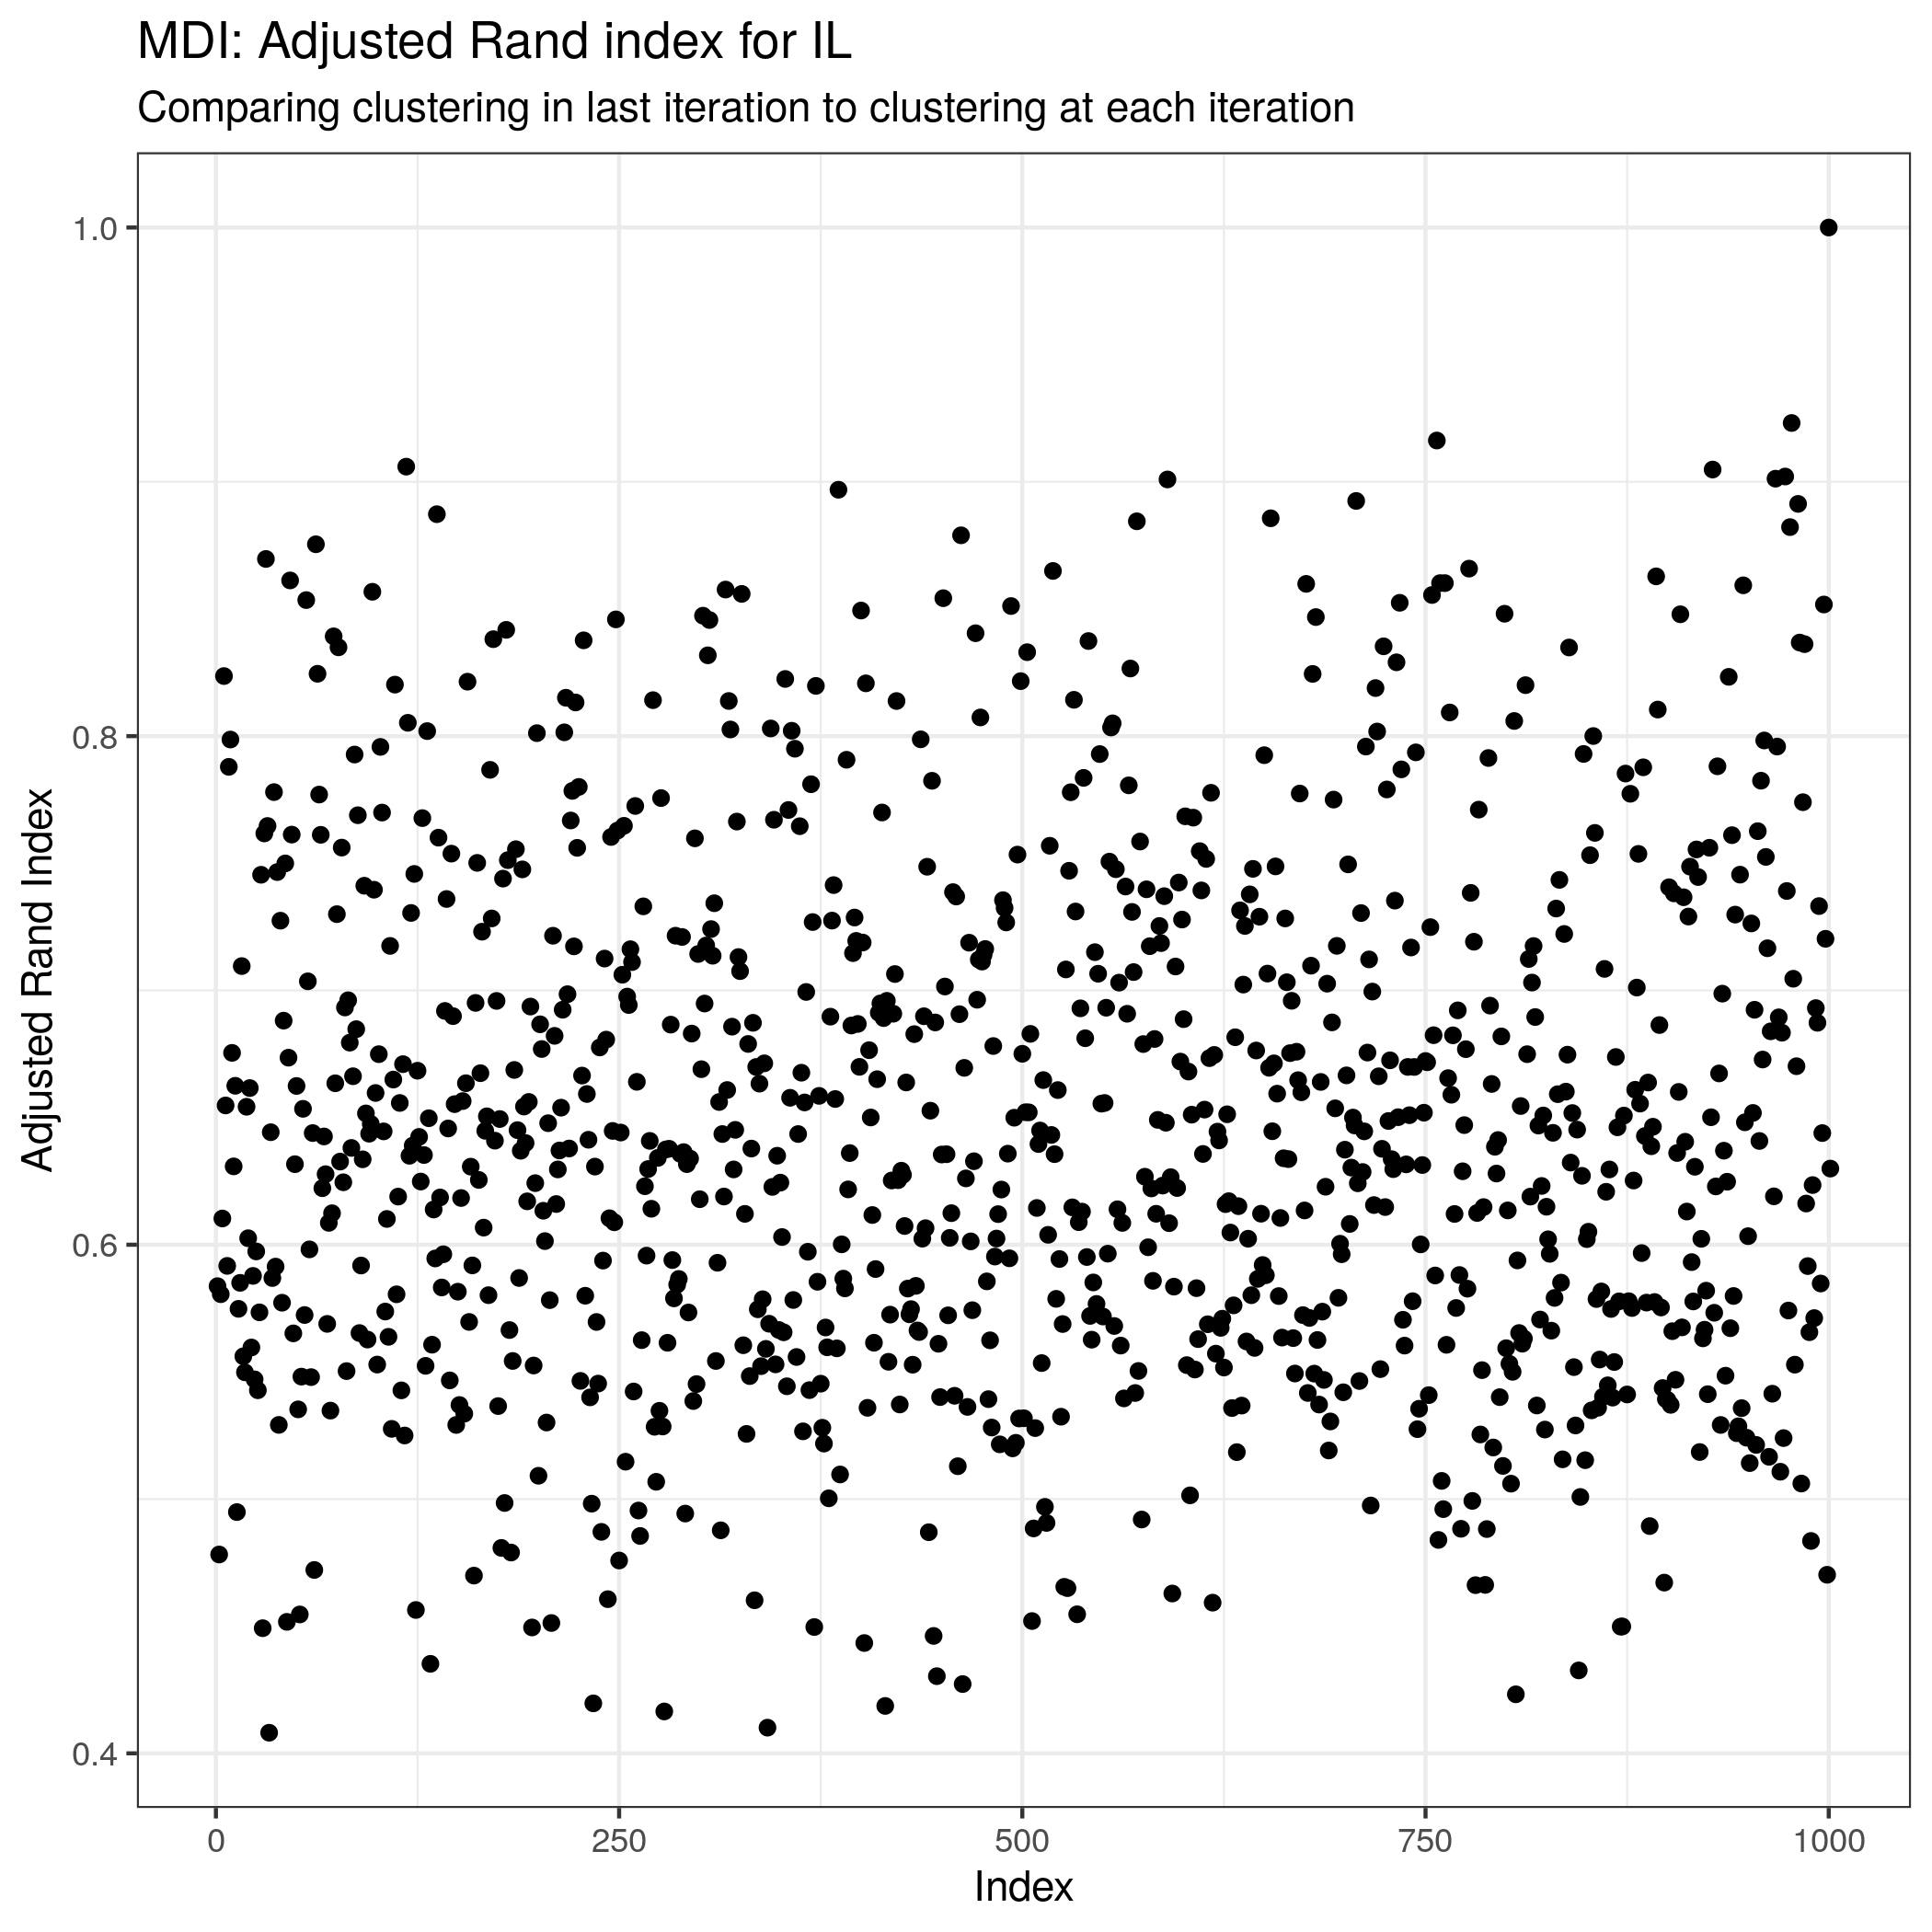 MDI: Adjusted Rand index for IL
Comparing clustering in last iteration to clustering at each iteration
Adjusted Rand Index
1.0
0.8
0.6
0.4
0 250 500 750 1000
Index